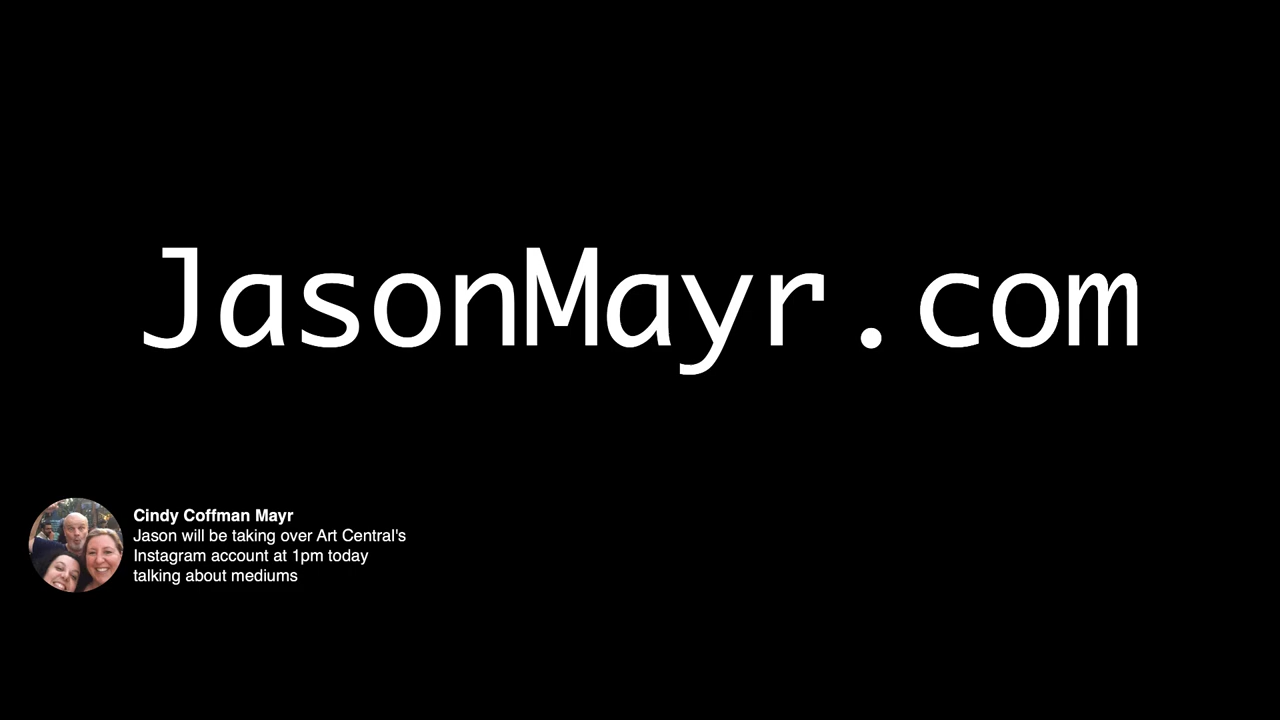 JasonMayr.com
Cindy Coffman Mayr
Jason will be taking over Art Central's
Instagram account at 1pm today
talking about mediums